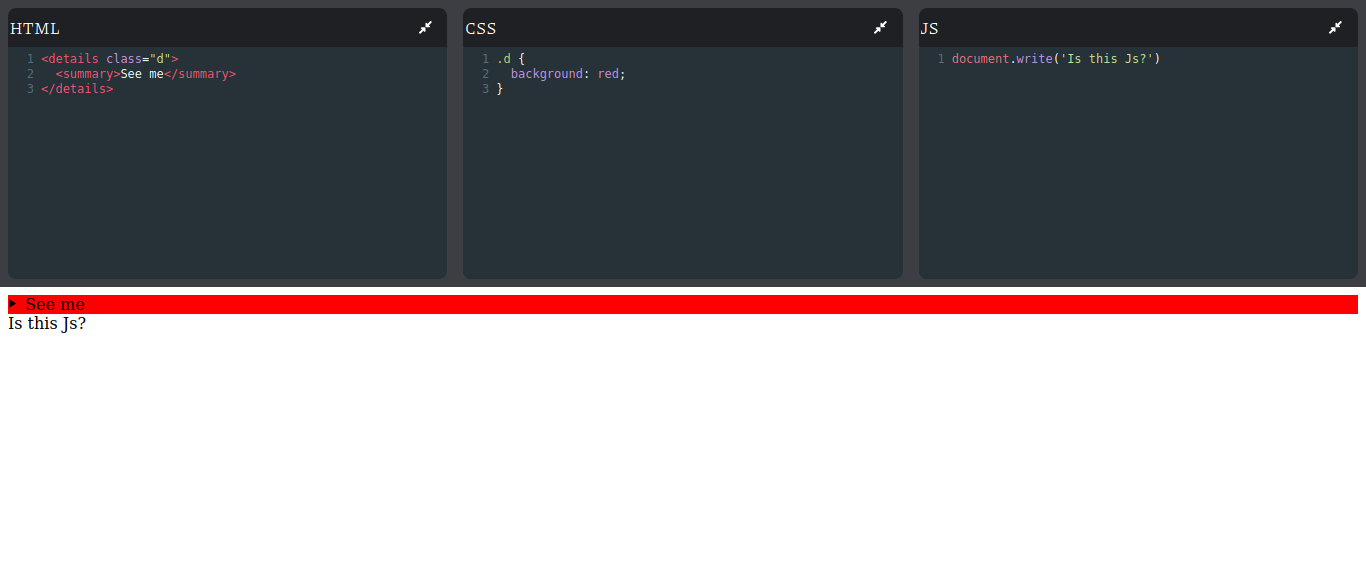 HTML
1 <details class="d">
2   <summary>See me</summary>
3 </details>
CSS
1 .d {
2   background: red;
3 }
JS
1 document.write('Is this Js?')
See me
Is this Js?